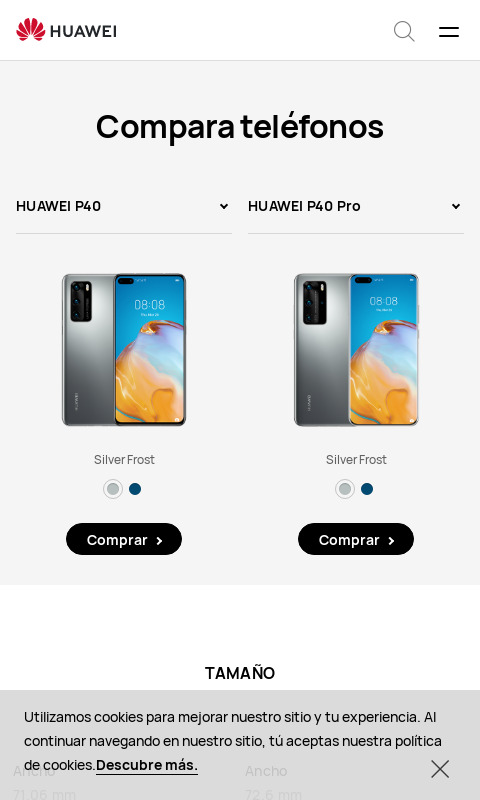 HUAWEI
Compara teléfonos
HUAWEI P40
HUAWEI P40 Pro
08:08
HUAWEI
08:08
HUAWEI
Silver Frost
Silver Frost
Comprar
Comprar
TAMAÑO
Utilizamos cookies para mejorar nuestro sitio y tu experiencia. Al
continuar navegando en nuestro sitio, tú aceptas nuestra política
de cookies.Descubre más.
Ancho
Ancho
71.06 mm
72.6 mm